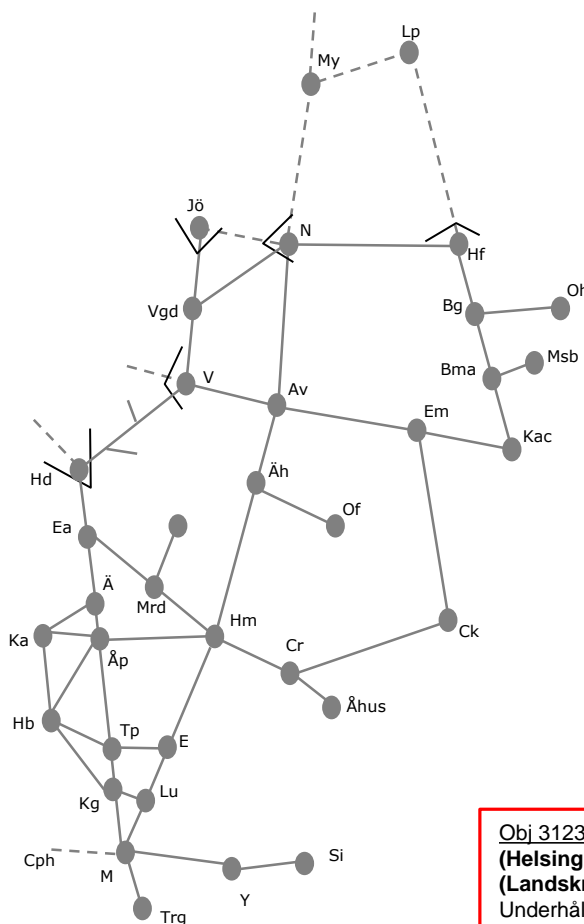 Lp
My
Jö
N
Hf
Vgd
Bg
Oh
Bma
Msb
V
Av
Em
Kac
Hd
Äh
Of
Ea
Ä
Mrd
Hm
Ck
Ka
Åp
Cr
Åhus
Hb
Tp
E
Kg
Lu
Cph
M
Si
Y
Trg
Obj 3123
(Helsing
(Landskr
Underhål